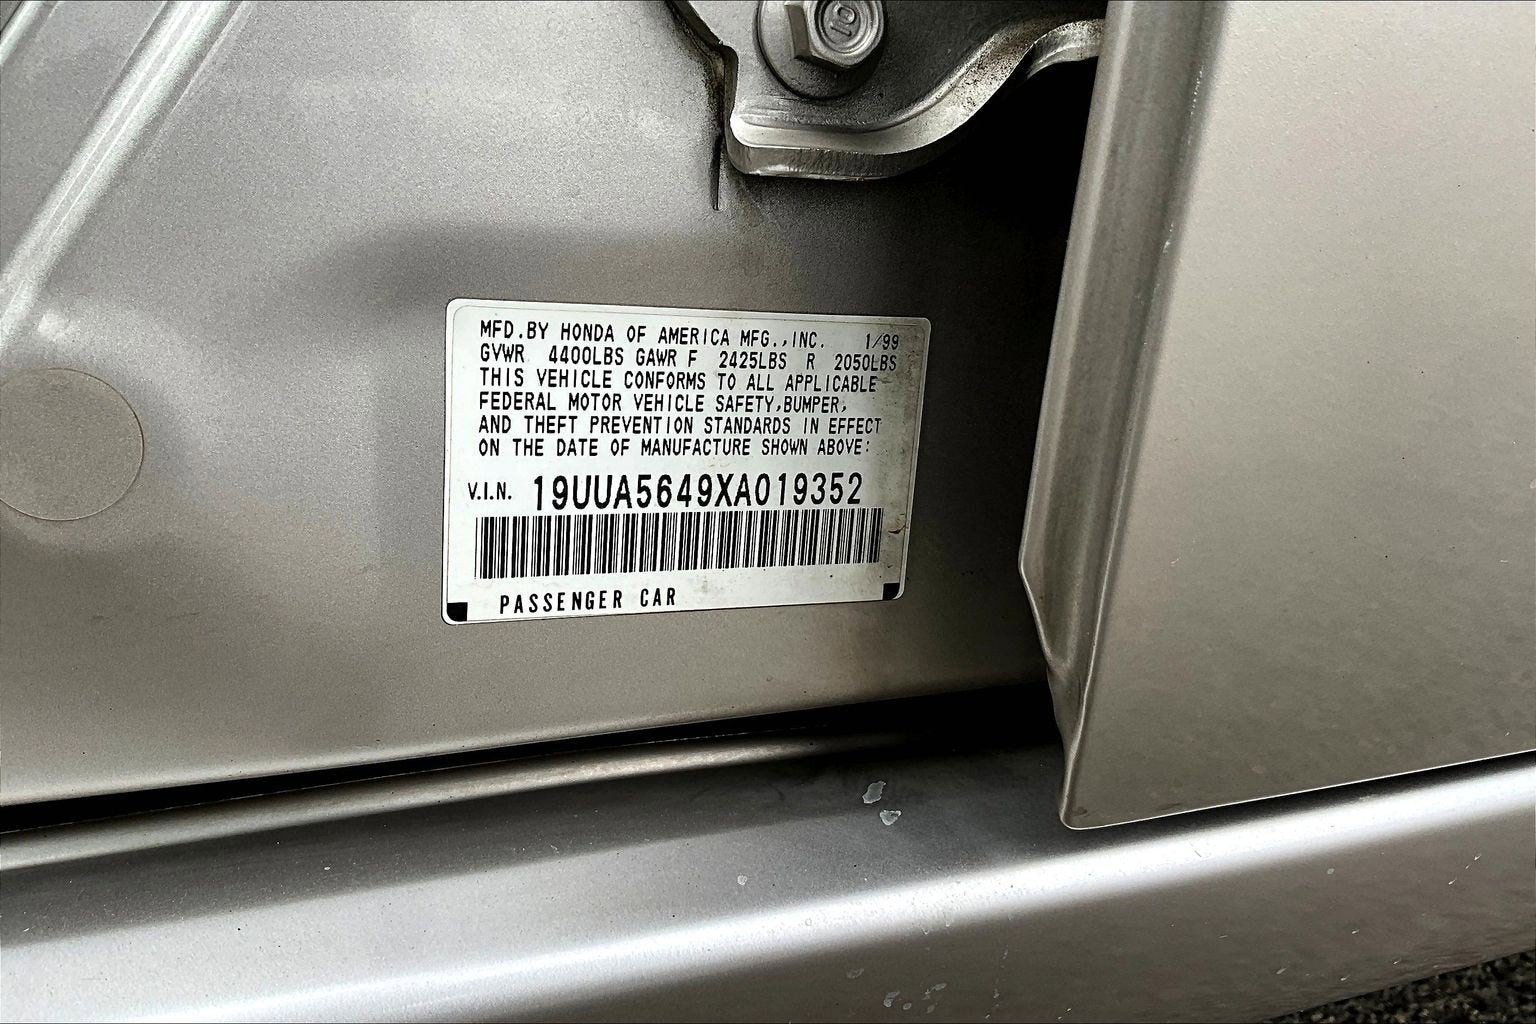 10
MFD.BY HONDA OF AMERICA MFG.,INC. 1/99
GVWR 4400LBS GAWR F 2425LBS R 2050LBS
THIS VEHICLE CONFORMS TO ALL APPLICABLE
FEDERAL MOTOR VEHICLE SAFETY,BUMPER,
AND THEFT PREVENTION STANDARDS IN EFFECT
ON THE DATE OF MANUFACTURE SHOWN ABOVE:
V.I.N. 19UUA5649XA019352
PASSENGER CAR